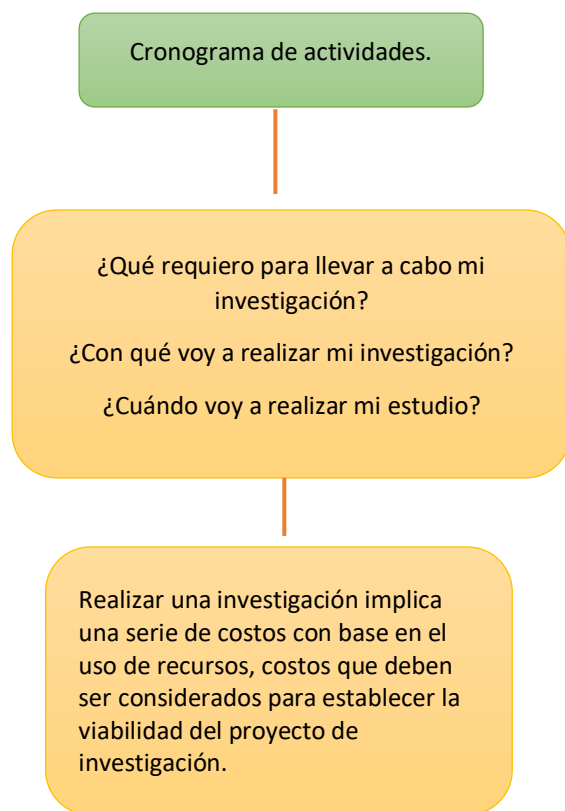 Cronograma de actividades.
¿Qué requiero para llevar a cabo mi
investigación?
¿Con qué voy a realizar mi investigación?
¿Cuándo voy a realizar mi estudio?
Realizar una investigación implica
una serie de costos con base en el
uso de recursos, costos que deben
ser considerados para establecer la
viabilidad del proyecto de
investigación.